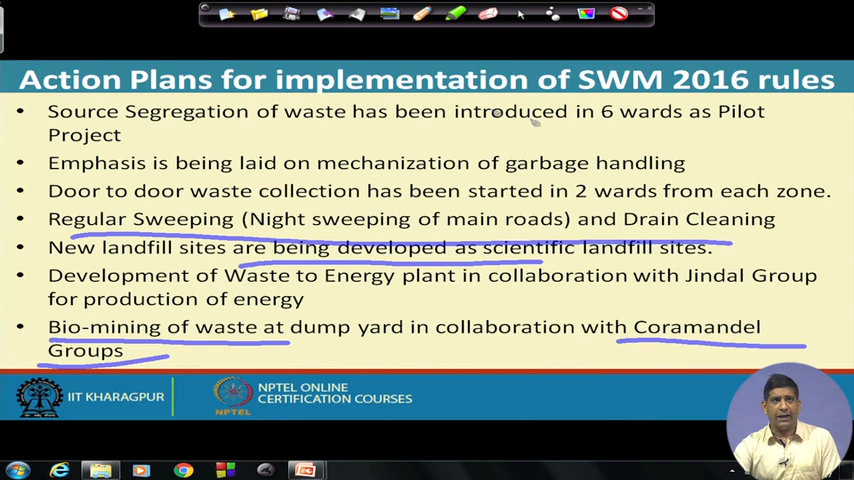 Action Plans for implementation of SWM 2016 rules
• Source Segregation of waste has been introduced in 6 wards as Pilot
Project
• Emphasis is being laid on mechanization of garbage handling
• Door to door waste collection has been started in 2 wards from each zone.
• Regular Sweeping (Night sweeping of main roads) and Drain Cleaning
• New landfill sites are being developed as scientific landfill sites.
• Development of Waste to Energy plant in collaboration with Jindal Group
for production of energy
• Bio-mining of waste at dump yard in collaboration with Coramandel
Groups
IIT KHARAGPUR
NPTEL
NPTEL ONLINE
CERTIFICATION COURSES